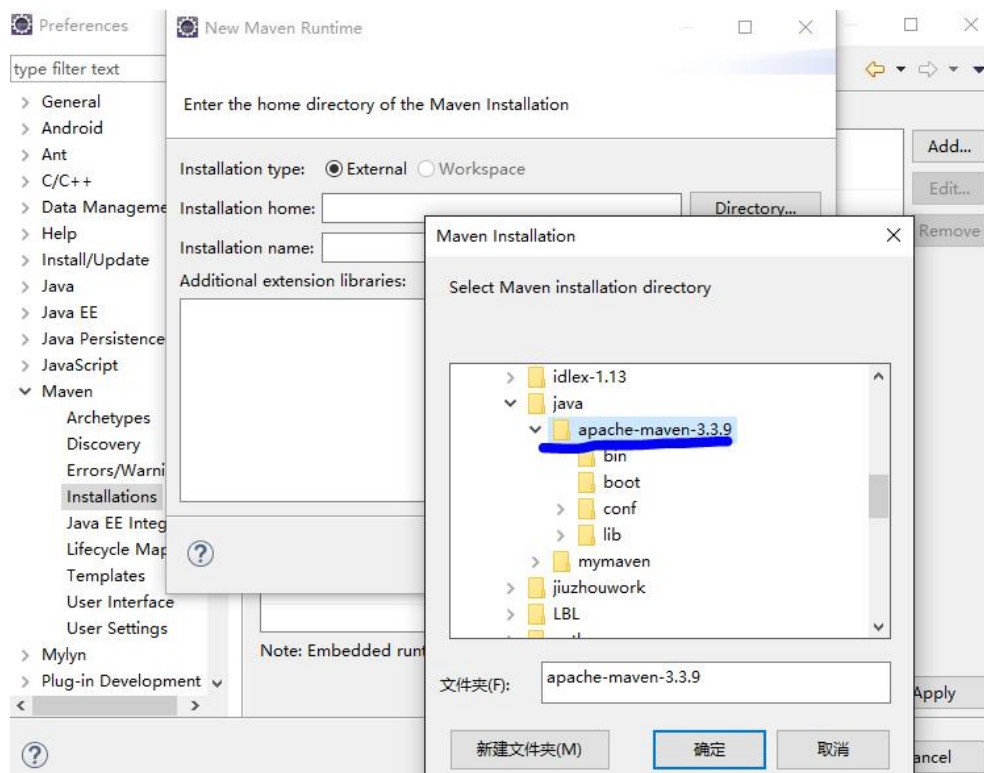 Preferences
type filter text
General
Android
Ant
C/C++
Data Manageme
Help
Install/Update
Java
Java EE
Java Persistence
JavaScript
Maven
Archetypes
Discovery
Errors/Warni
Installations
Java EE Integ
Lifecycle Map
Templates
User Interface
User Settings
Mylyn
Plug-in Development
New Maven Runtime
Enter the home directory of the Maven Installation
Installation type: External Workspace
Installation home: Directory...
Installation name:
Additional extension libraries:
Note: Embedded runt
Add...
Edit...
Remove
Maven Installation
Select Maven installation directory
idlex-1.13
java
apache-maven-3.3.9
bin
boot
conf
lib
mymaven
jiuzhouwork
LBL
文件夹(F): apache-maven-3.3.9
新建文件夹(M) 确定 取消
Apply
ancel